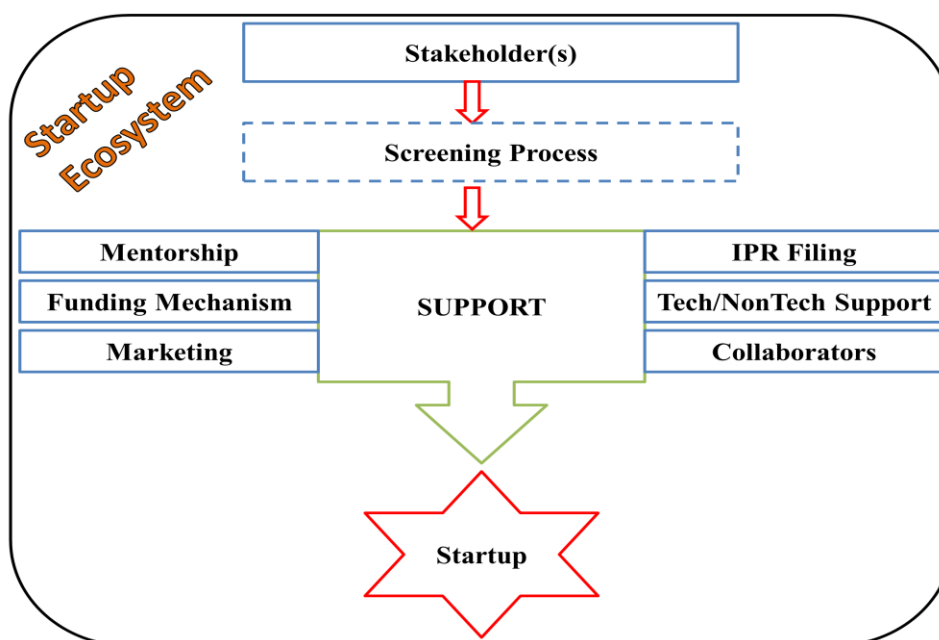 Startup
Ecosystem
Stakeholder(s)
Screening Process
Mentorship
Funding Mechanism
Marketing
SUPPORT
IPR Filing
Tech/NonTech Support
Collaborators
Startup